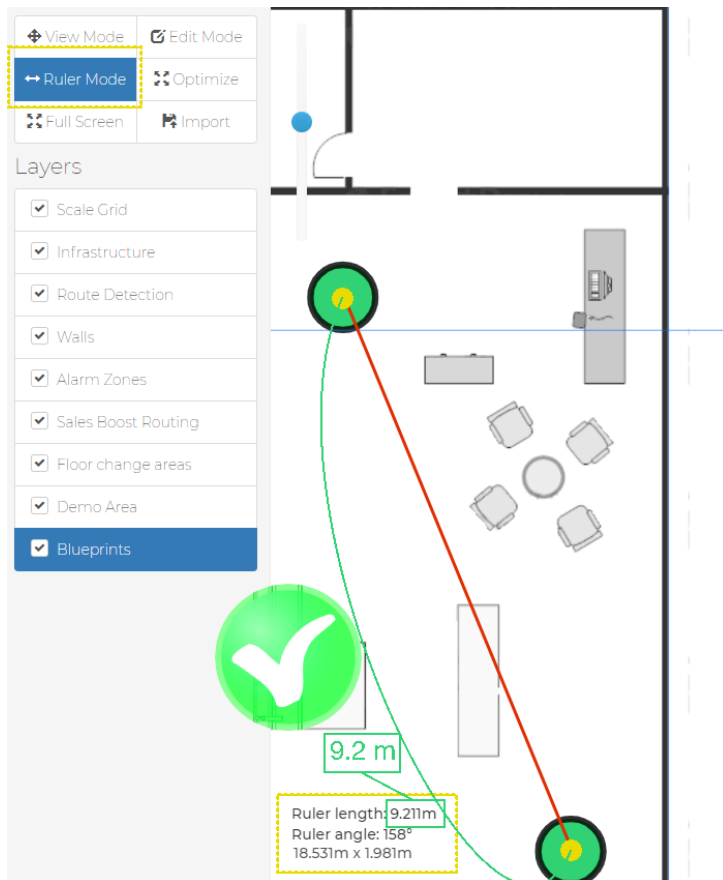 View Mode
Edit Mode
Ruler Mode
Optimize
Full Screen
Import
Layers
Scale Grid
Infrastructure
Route Detection
Walls
Alarm Zones
Sales Boost Routing
Floor change areas
Demo Area
Blueprints
9.2 m
Ruler length: 9.211m
Ruler angle: 158°
18.531m x 1.981m